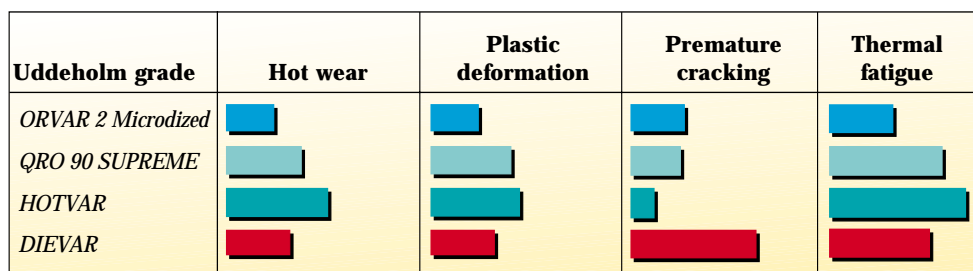 Uddeholm grade Hot wear Plastic deformation Premature cracking Thermal fatigue
ORVAR 2 Microdized
QRO 90 SUPREME
HOTVAR
DIEVAR